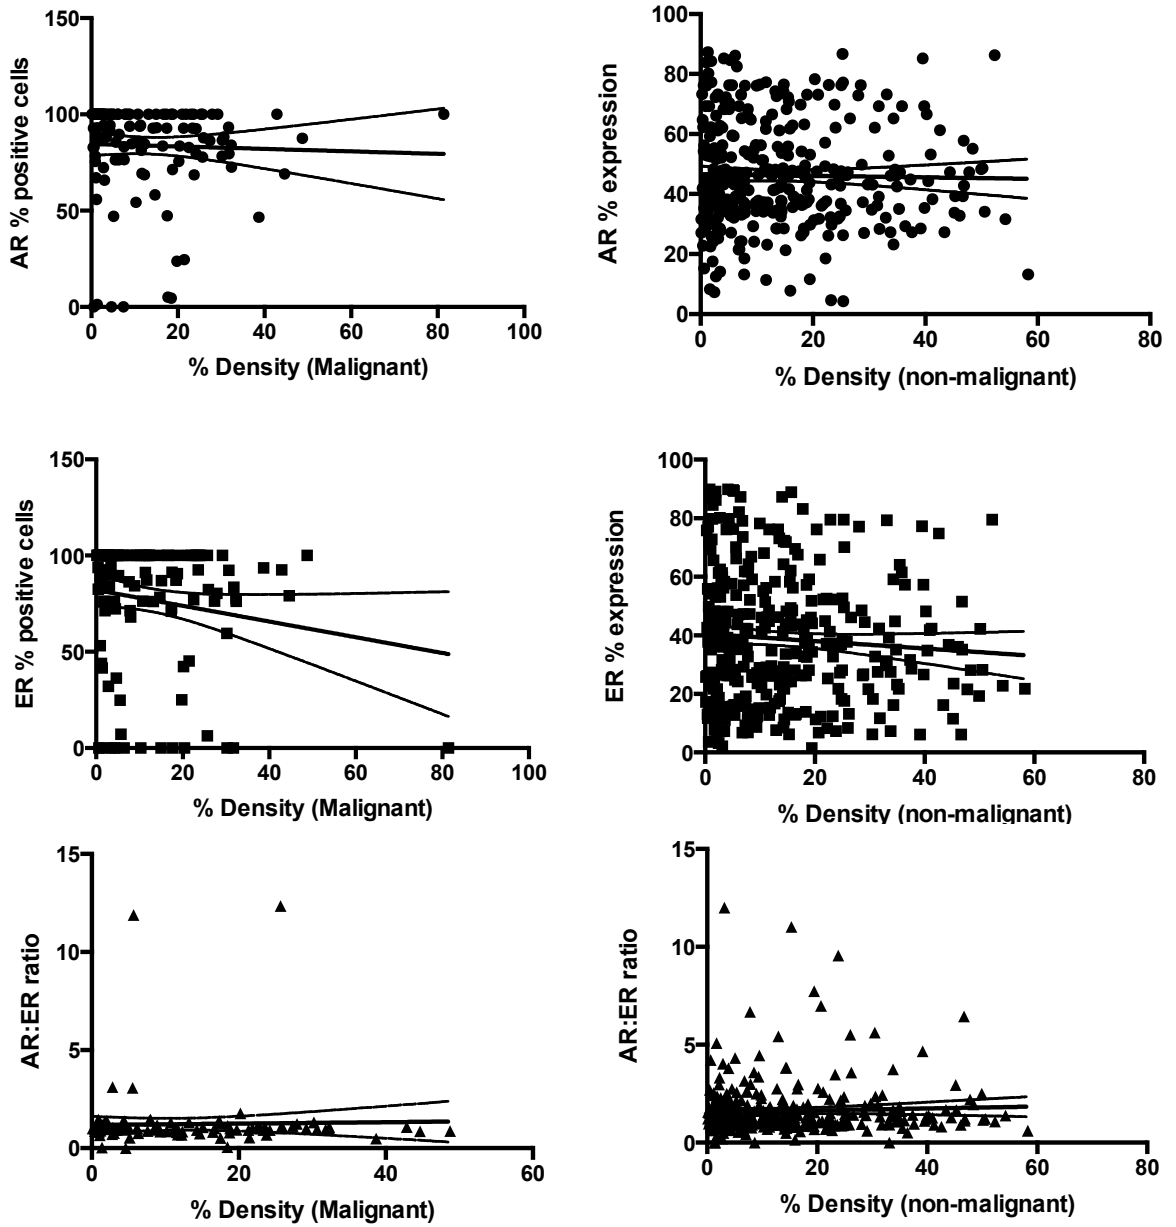 150
100
50
0
AR % positive cells
0 20 40 60 80 100
% Density (Malignant)
100
80
60
40
20
0
AR % expression
0 20 40 60 80
% Density (non-malignant)
150
100
50
0
ER % positive cells
0 20 40 60 80 100
% Density (Malignant)
100
80
60
40
20
0
ER % expression
0 20 40 60 80
% Density (non-malignant)
15
10
5
0
AR:ER ratio
0 20 40 60
% Density (Malignant)
15
10
5
0
AR:ER ratio
0 20 40 60 80
% Density (non-malignant)